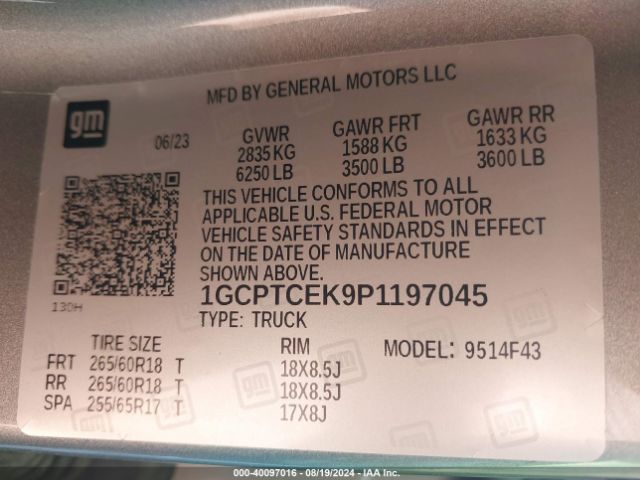 MFD BY GENERAL MOTORS LLC
gm
06/23
GVWR GAWR FRT GAWR RR
2835 KG 1588 KG 1633 KG
6250 LB 3500 LB 3600 LB
THIS VEHICLE CONFORMS TO ALL
APPLICABLE U.S. FEDERAL MOTOR
VEHICLE SAFETY STANDARDS IN EFFECT
ON THE DATE OF MANUFACTURE
SHOWN ABOVE.
130H
1GCPTCEK9P1197045
TYPE: TRUCK
TIRE SIZE RIM MODEL: 9514F43
FRT 265/60R18 T 18X8.5J
RR 265/60R18 T 18X8.5J
SPA 255/65R17 T 17X8J
000-40097016 - 08/19/2024 - IAA Inc.